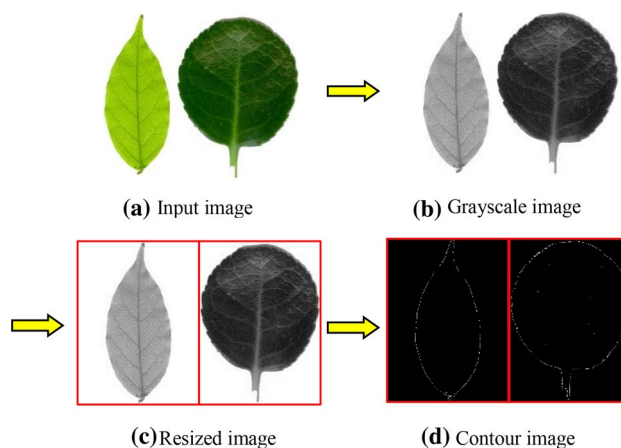 (a) Input image
(b) Grayscale image
(c) Resized image
(d) Contour image